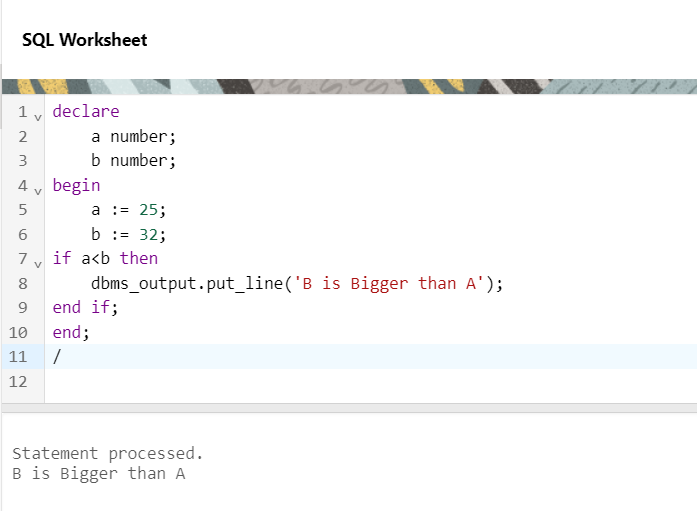 SQL Worksheet
1 declare
2 a number;
3 b number;
4 begin
5 a := 25;
6 b := 32;
7 if a<b then
8 dbms_output.put_line('B is Bigger than A');
9 end if;
10 end;
11 /
12
Statement processed.
B is Bigger than A